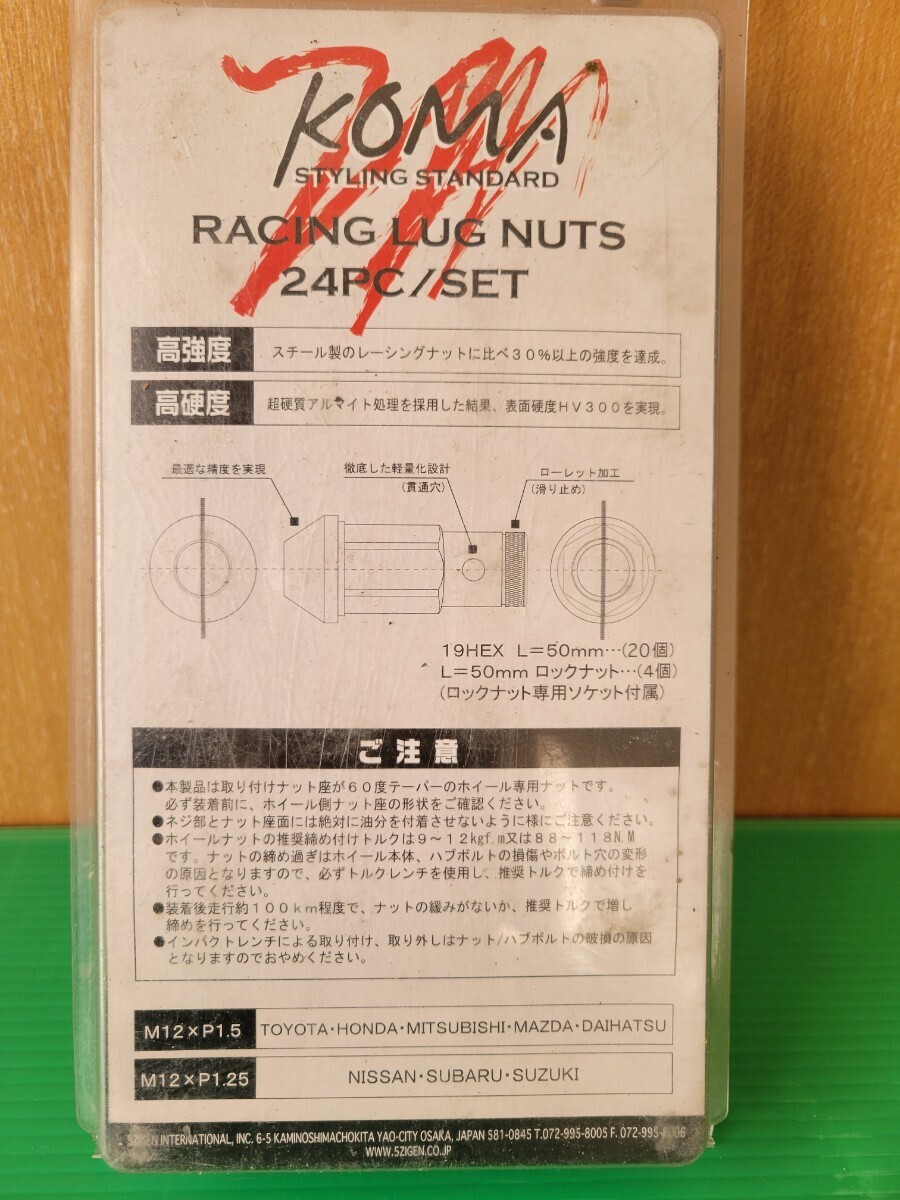 KOMA
STYLING STANDARD
RACING LUG NUTS
24PC/SET
高強度 スチール製のレーシングナットに比べ30%以上の強度を達成。
高硬度 超硬質アルマイト処理を採用した結果、表面硬度HV300を実現。
最適な精度を実現
徹底した軽量化設計
(貫通穴)
ローレット加工
(滑り止め)
19HEX L=50mm…(20個)
L=50mm ロックナット…(4個)
(ロックナット専用ソケット付属)
ご注意
●本製品は取り付けナット座が60度テーパーのホイール専用ナットです。
必ず装着前に、ホイール側ナット座の形状をご確認ください。
●ネジ部とナット座面には絶対に油分を付着させないように様にご注意ください。
●ホイールナットの推奨締め付けトルクは9~12kgf.m又は88~118N.M
です。ナットの締め過ぎはホイール本体、ハブボルトの損傷やボルト穴の変形
の原因となりますので、必ずトルクレンチを使用し、推奨トルクで締め付けを
行ってください。
●装着後走行約100km程度で、ナットの緩みがないか、推奨トルクで増し
締めを行ってください。
●インパクトレンチによる取り付け、取り外しはナット/ハブボルトの破損の原因
となりますのでおやめください。
M12×P1.5 TOYOTA・HONDA・MITSUBISHI・MAZDA・DAIHATSU
M12×P1.25 NISSAN・SUBARU・SUZUKI
5ZIGEN INTERNATIONAL, INC. 6-5 KAMINOSHIMACHOKITA YAO-CITY OSAKA, JAPAN 581-0845 T.072-995-8005 F. 072-995-8006
WWW.5ZIGEN.CO.JP